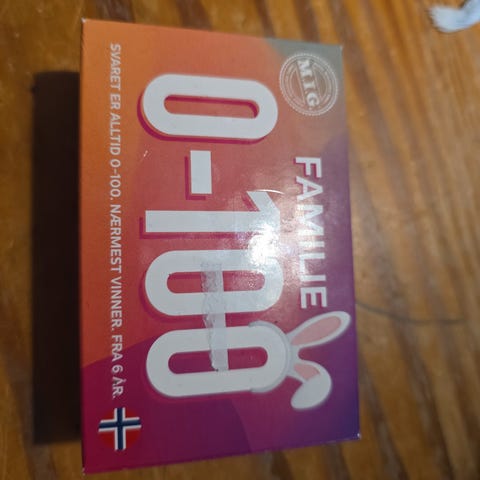 M.I.G.
FAMILIE
0-100
SVARET ER ALLTID 0-100. NÆRMEST VINNER. FRA 6 ÅR.